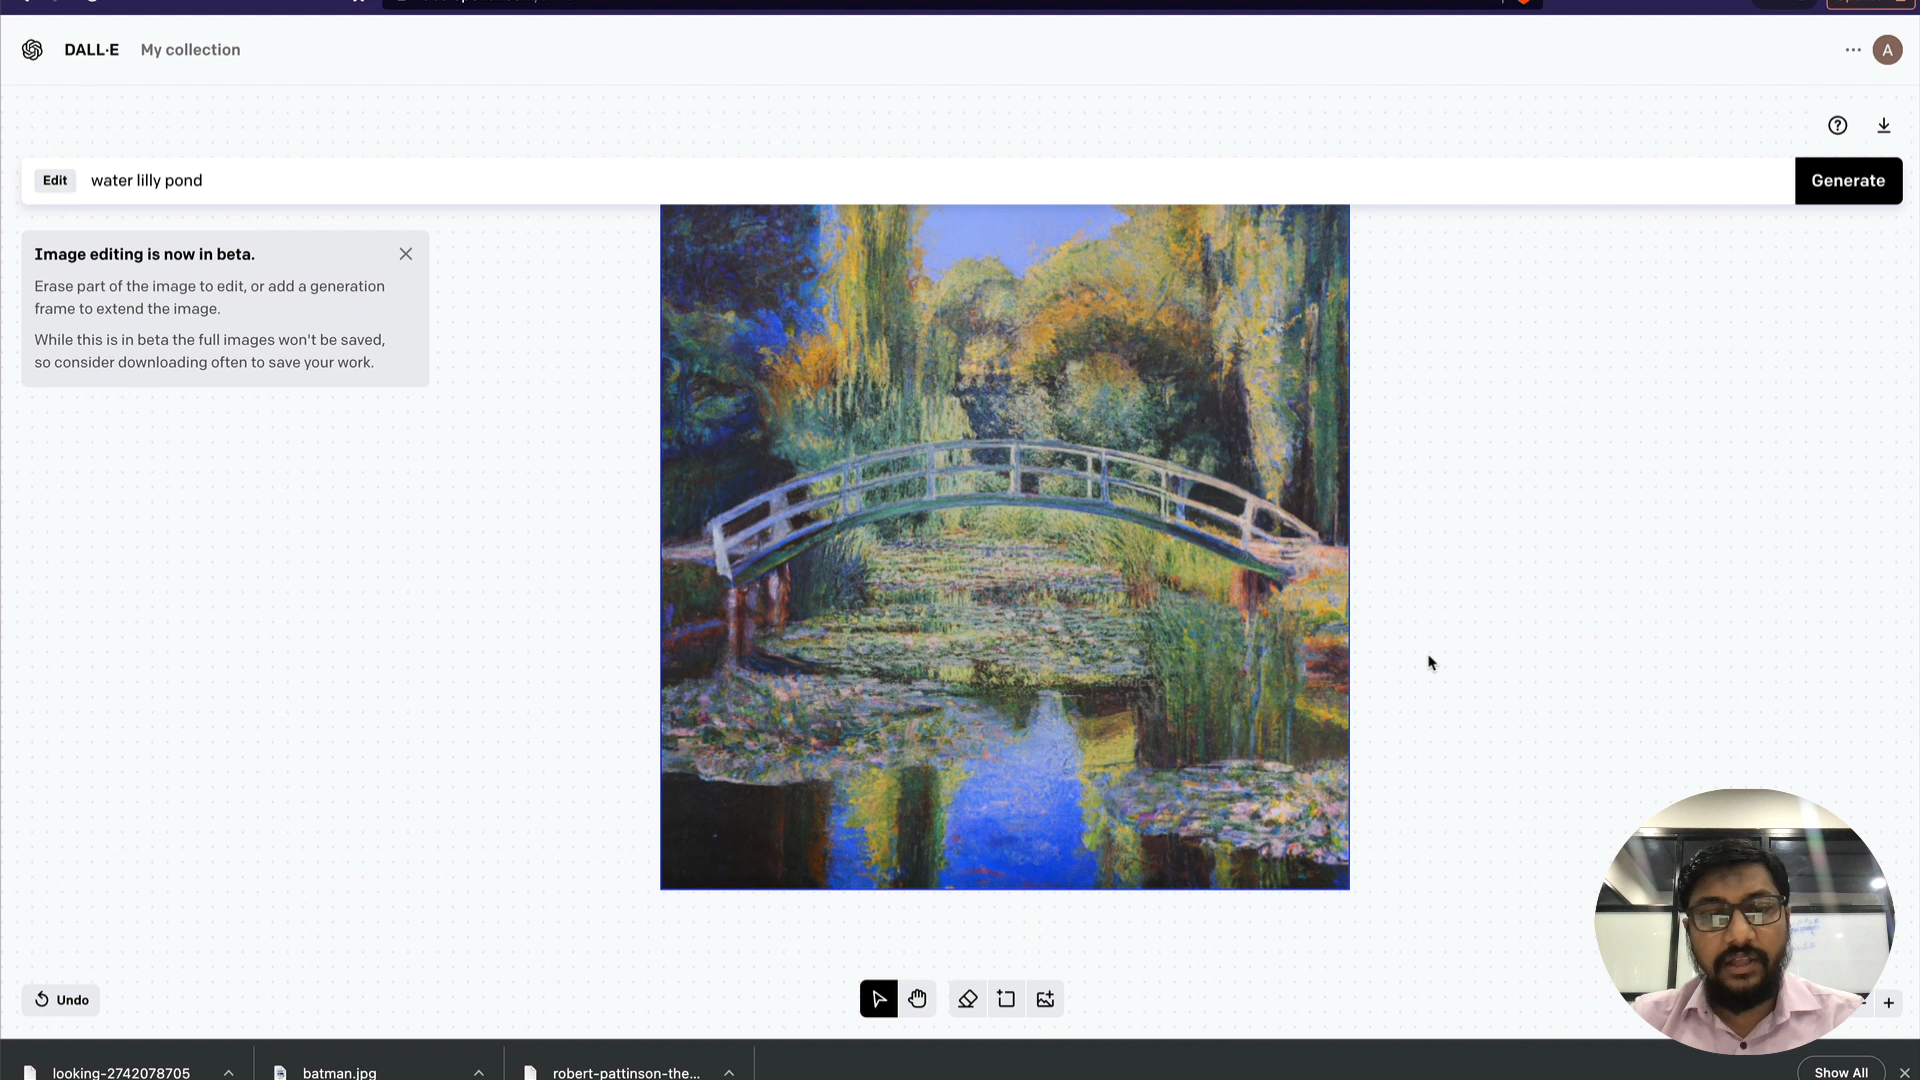 DALL·E My collection
A
Edit water lilly pond Generate
Image editing is now in beta.
Erase part of the image to edit, or add a generation
frame to extend the image.
While this is in beta the full images won't be saved,
so consider downloading often to save your work.
Undo
looking-2742078705 batman.jpg robert-pattinson-the... Show All